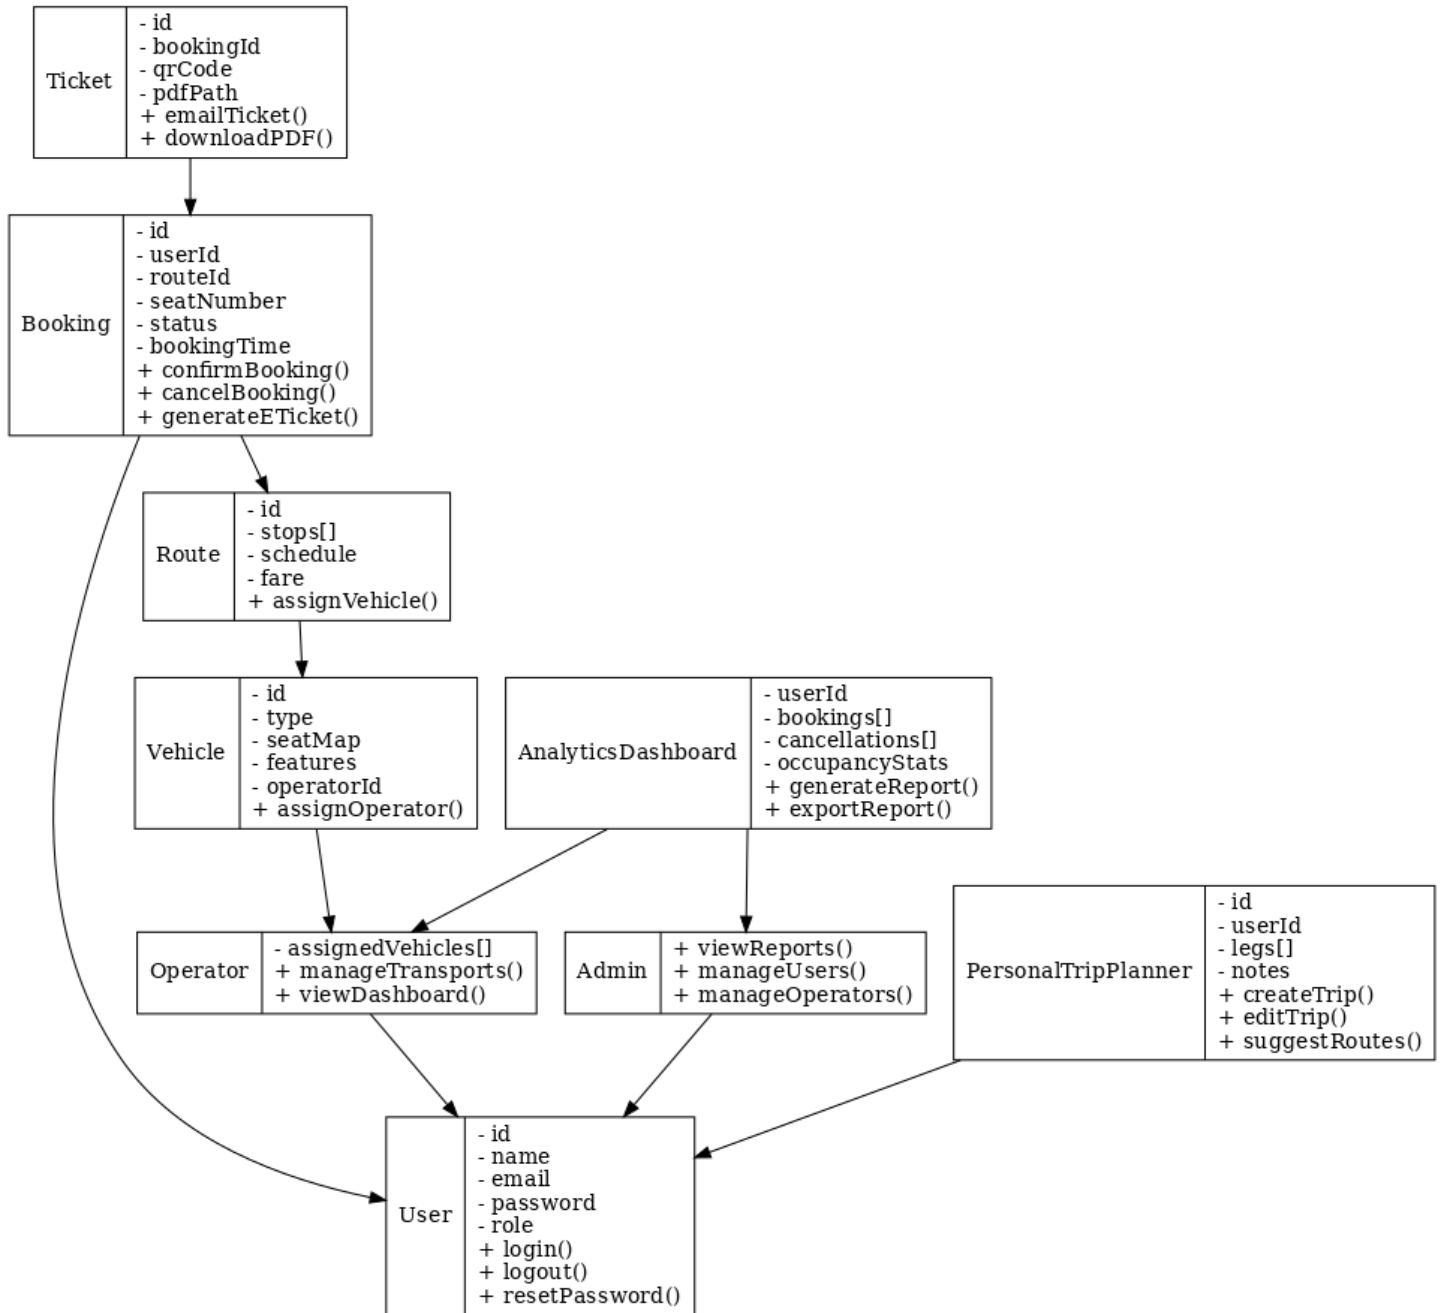 Ticket
- id
- bookingId
- qrCode
- pdfPath
+ emailTicket()
+ downloadPDF()
Booking
- id
- userId
- routeId
- seatNumber
- status
- bookingTime
+ confirmBooking()
+ cancelBooking()
+ generateETicket()
Route
- id
- stops[]
- schedule
- fare
+ assignVehicle()
Vehicle
- id
- type
- seatMap
- features
- operatorId
+ assignOperator()
AnalyticsDashboard
- userId
- bookings[]
- cancellations[]
- occupancyStats
+ generateReport()
+ exportReport()
Operator
- assignedVehicles[]
+ manageTransports()
+ viewDashboard()
Admin
+ viewReports()
+ manageUsers()
+ manageOperators()
PersonalTripPlanner
- id
- userId
- legs[]
- notes
+ createTrip()
+ editTrip()
+ suggestRoutes()
User
- id
- name
- email
- password
- role
+ login()
+ logout()
+ resetPassword()